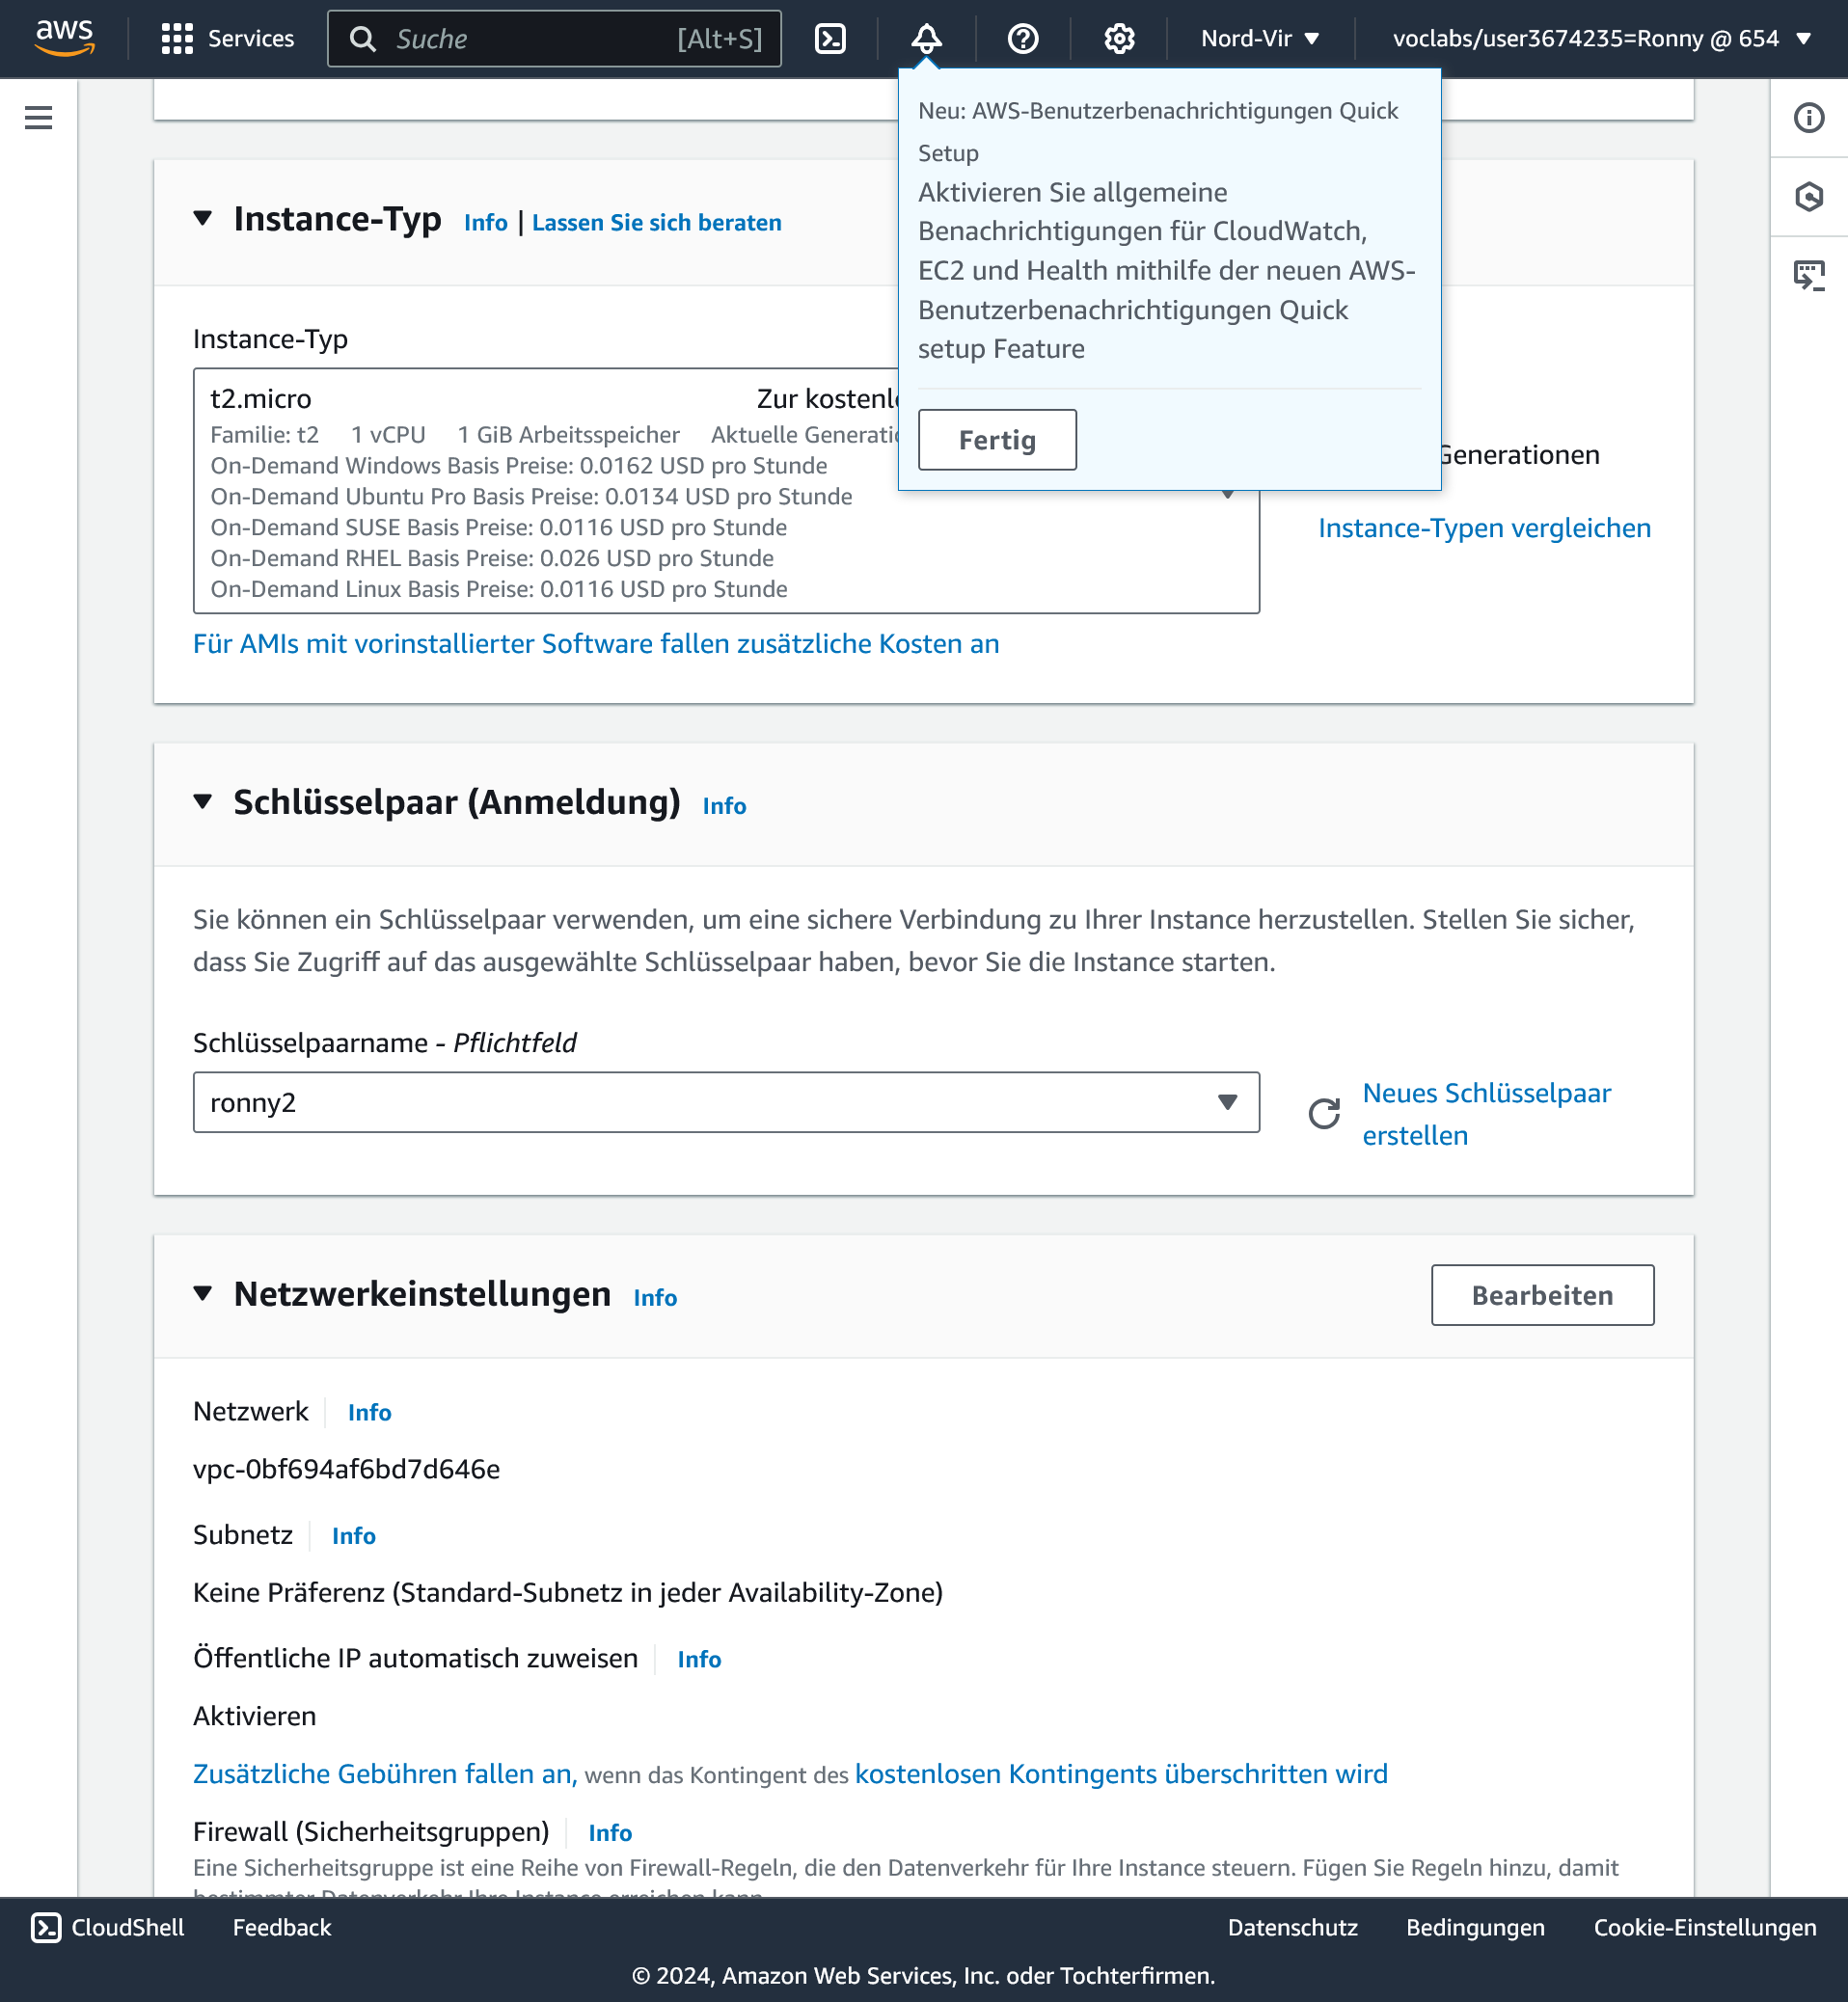 aws
Services
Suche [Alt+S]
Nord-Vir
voclabs/user3674235=Ronny @ 654
Neu: AWS-Benutzerbenachrichtigungen Quick
Setup
Aktivieren Sie allgemeine
Benachrichtigungen für CloudWatch,
EC2 und Health mithilfe der neuen AWS-
Benutzerbenachrichtigungen Quick
setup Feature
Fertig
Instance-Typ Info | Lassen Sie sich beraten
Instance-Typ
t2.micro Zur
Familie: t2 1 vCPU 1 GiB Arbeitsspeicher Aktuelle
On-Demand Windows Basis Preise: 0.0162 USD pro Stunde
On-Demand Ubuntu Pro Basis Preise: 0.0134 USD pro Stunde
On-Demand SUSE Basis Preise: 0.0116 USD pro Stunde
On-Demand RHEL Basis Preise: 0.026 USD pro Stunde
On-Demand Linux Basis Preise: 0.0116 USD pro Stunde
Generationen
Instance-Typen vergleichen
Für AMIs mit vorinstallierter Software fallen zusätzliche Kosten an
Schlüsselpaar (Anmeldung) Info
Sie können ein Schlüsselpaar verwenden, um eine sichere Verbindung zu Ihrer Instance herzustellen. Stellen Sie sicher,
dass Sie Zugriff auf das ausgewählte Schlüsselpaar haben, bevor Sie die Instance starten.
Schlüsselpaarname - Pflichtfeld
ronny2
Neues Schlüsselpaar
erstellen
Netzwerkeinstellungen Info
Bearbeiten
Netzwerk Info
vpc-0bf694af6bd7d646e
Subnetz Info
Keine Präferenz (Standard-Subnetz in jeder Availability-Zone)
Öffentliche IP automatisch zuweisen Info
Aktivieren
Zusätzliche Gebühren fallen an, wenn das Kontingent des kostenlosen Kontingents überschritten wird
Firewall (Sicherheitsgruppen) Info
Eine Sicherheitsgruppe ist eine Reihe von Firewall-Regeln, die den Datenverkehr für Ihre Instance steuern. Fügen Sie Regeln hinzu, damit
bestimmter Datenverkehr Ihre Instance erreichen kann.
CloudShell
Feedback
Datenschutz
Bedingungen
Cookie-Einstellungen
© 2024, Amazon Web Services, Inc. oder Tochterfirmen.